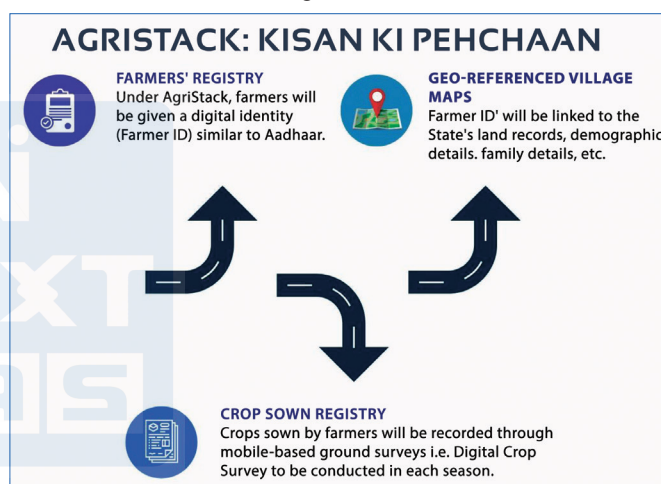 AGRISTACK: KISAN KI PEHCHAAN
FARMERS' REGISTRY
Under AgriStack, farmers will
be given a digital identity
(Farmer ID) similar to Aadhaar.
GEO-REFERENCED VILLAGE
MAPS
Farmer ID' will be linked to the
State's land records, demographic
details. family details, etc.
CROP SOWN REGISTRY
Crops sown by farmers will be recorded through
mobile-based ground surveys i.e. Digital Crop
Survey to be conducted in each season.